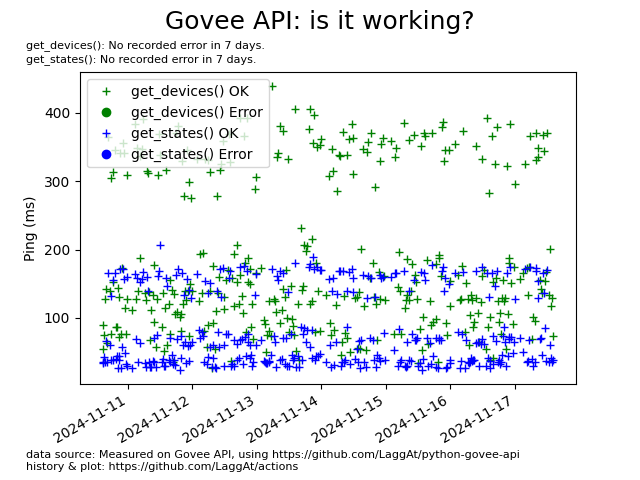 Govee API: is it working?
get_devices(): No recorded error in 7 days.
get_states(): No recorded error in 7 days.
get_devices() OK
get_devices() Error
get_states() OK
get_states() Error
Ping (ms)
400
300
200
100
2024-11-11
2024-11-12
2024-11-13
2024-11-14
2024-11-15
2024-11-16
2024-11-17
data source: Measured on Govee API, using https://github.com/LaggAt/python-govee-api
history & plot: https://github.com/LaggAt/actions